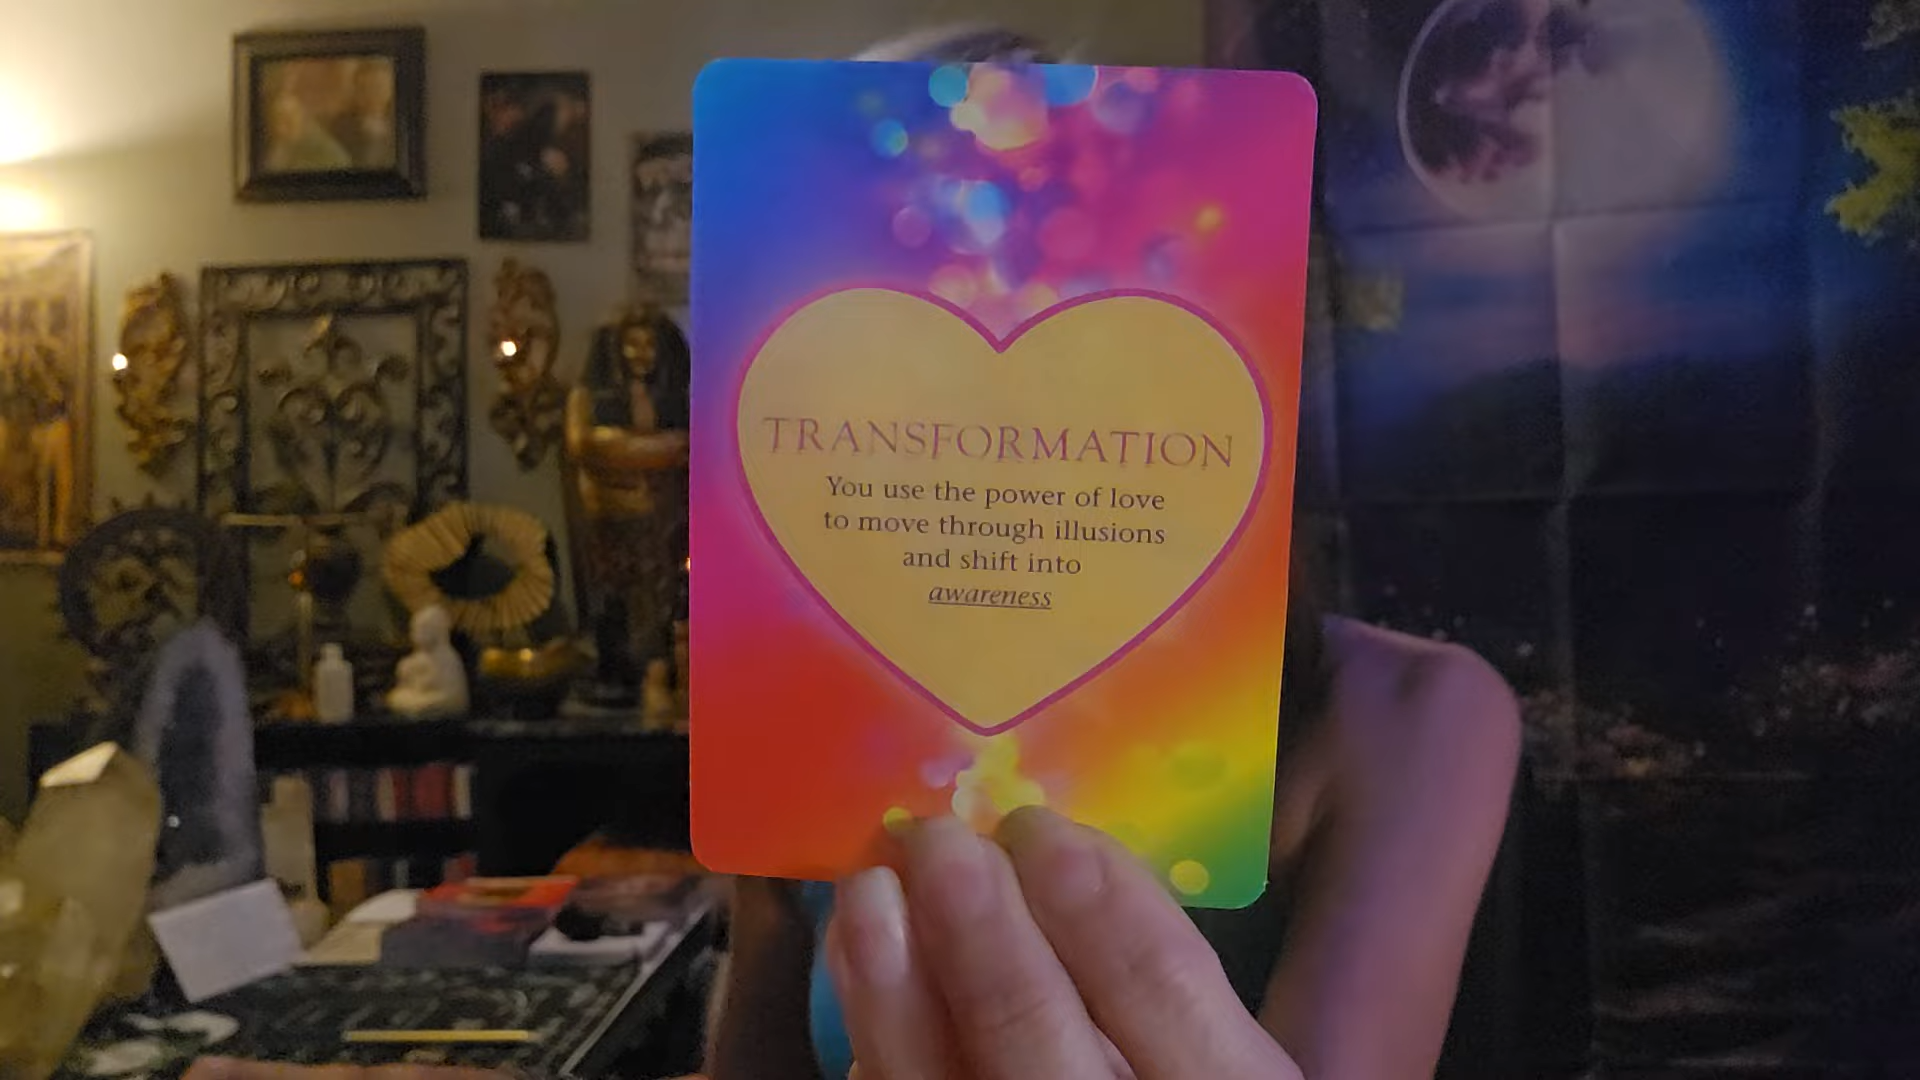 TRANSFORMATION
You use the power of love
to move through illusions
and shift into
awareness